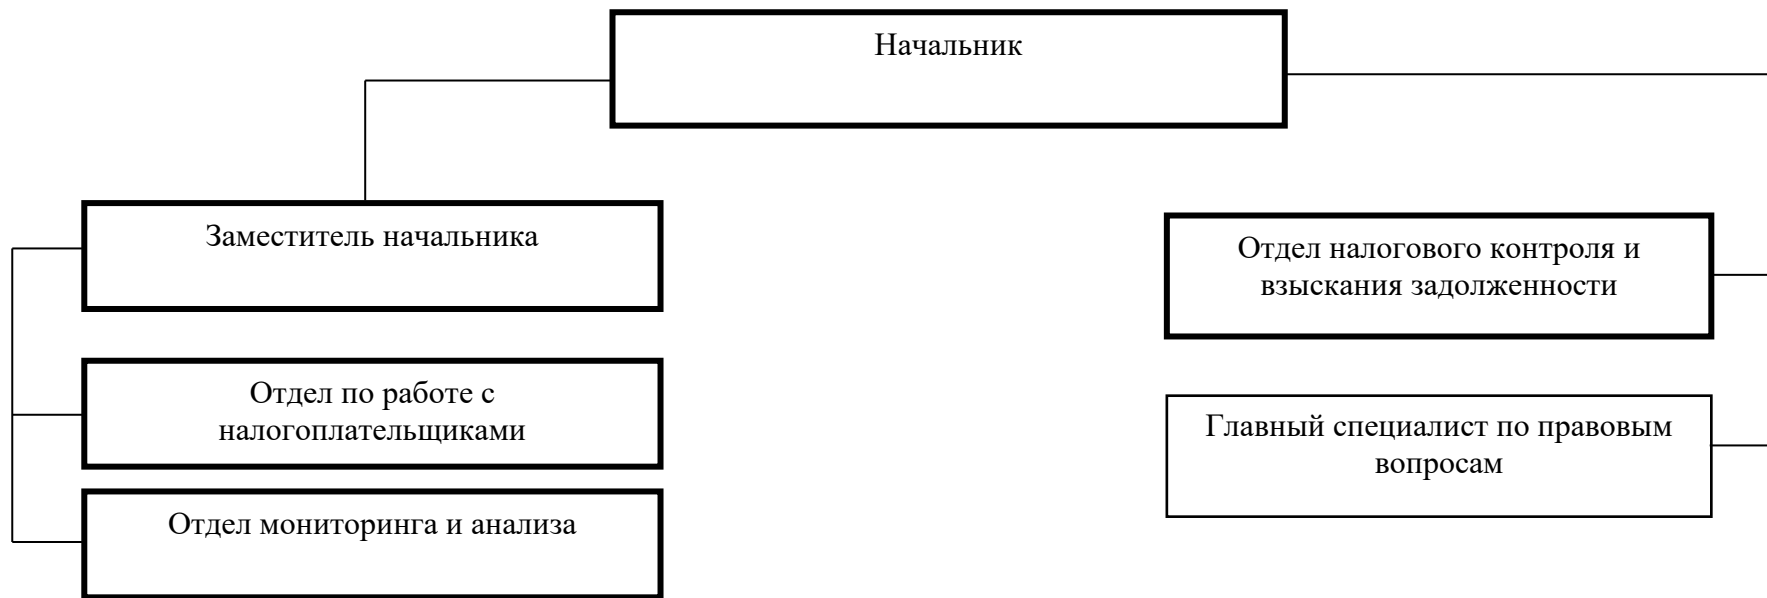 Начальник
Заместитель начальника
Отдел налогового контроля и
взыскания задолженности
Отдел по работе с
налогоплательщиками
Главный специалист по правовым
вопросам
Отдел мониторинга и анализа